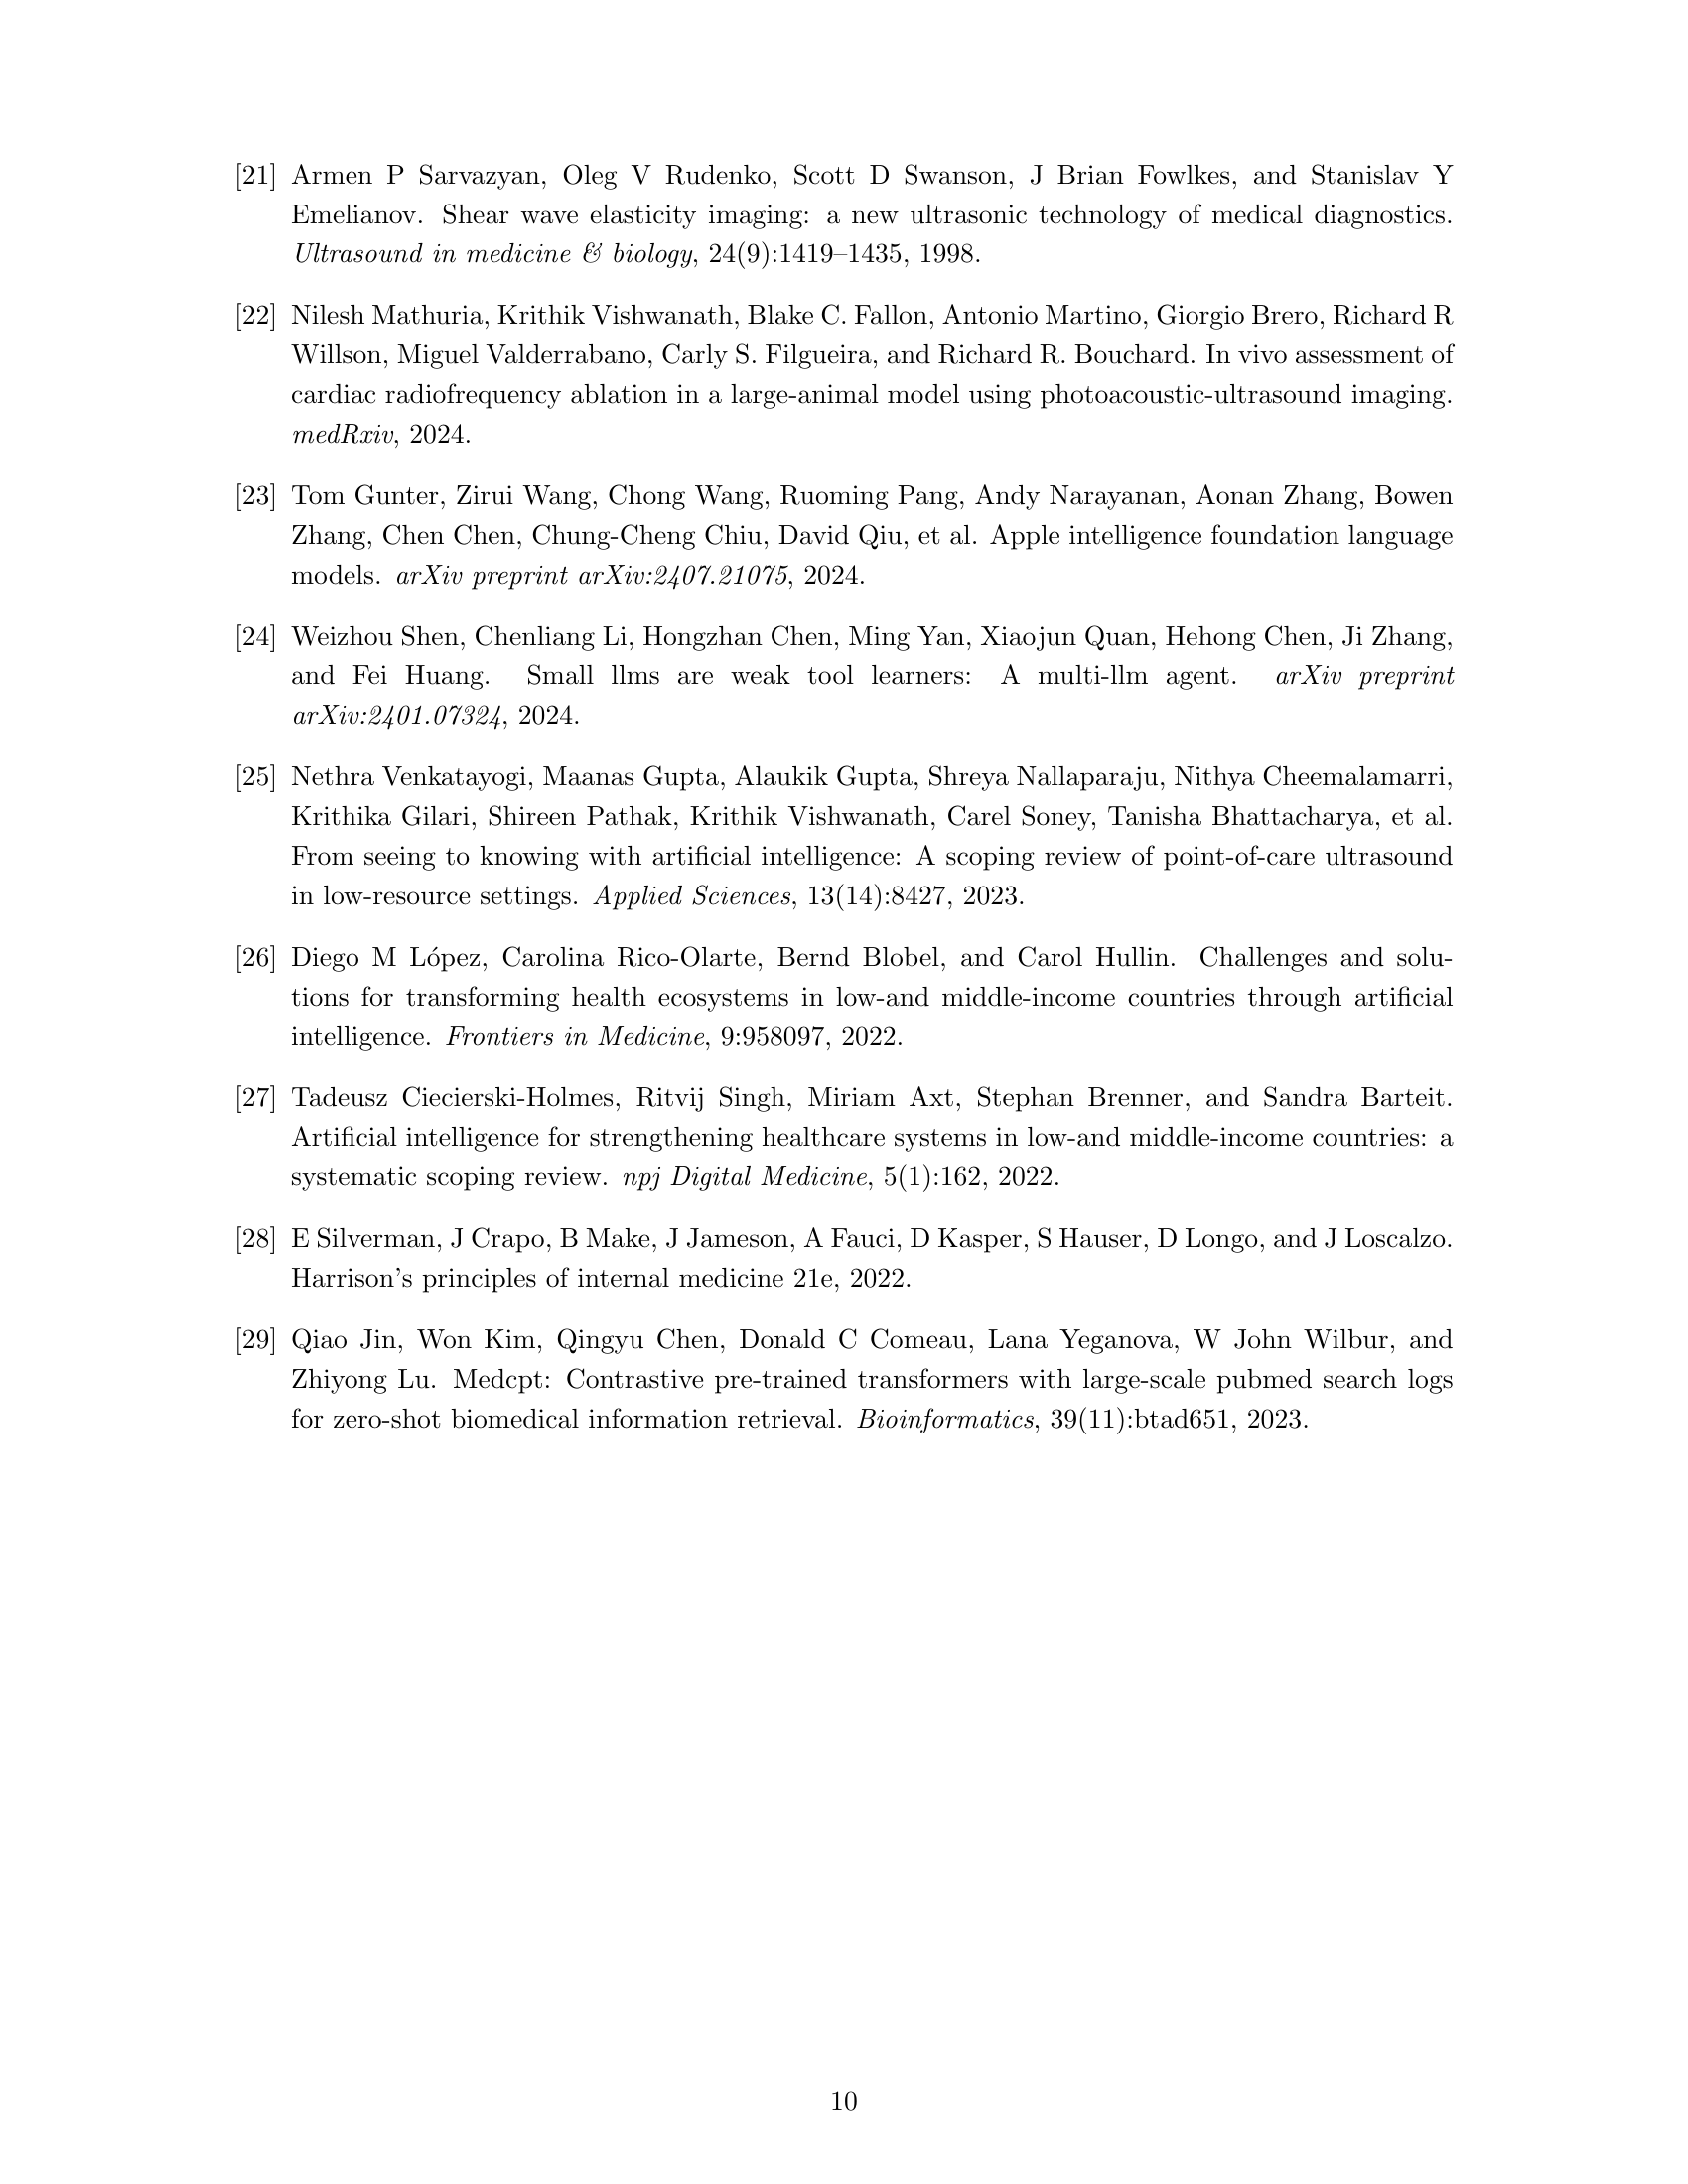 [21] Armen P Sarvazyan, Oleg V Rudenko, Scott D Swanson, J Brian Fowlkes, and Stanislav Y
Emelianov. Shear wave elasticity imaging: a new ultrasonic technology of medical diagnostics.
Ultrasound in medicine & biology, 24(9):1419–1435, 1998.
[22] Nilesh Mathuria, Krithik Vishwanath, Blake C. Fallon, Antonio Martino, Giorgio Brero, Richard R
Willson, Miguel Valderrabano, Carly S. Filgueira, and Richard R. Bouchard. In vivo assessment of
cardiac radiofrequency ablation in a large-animal model using photoacoustic-ultrasound imaging.
medRxiv, 2024.
[23] Tom Gunter, Zirui Wang, Chong Wang, Ruoming Pang, Andy Narayanan, Aonan Zhang, Bowen
Zhang, Chen Chen, Chung-Cheng Chiu, David Qiu, et al. Apple intelligence foundation language
models. arXiv preprint arXiv:2407.21075, 2024.
[24] Weizhou Shen, Chenliang Li, Hongzhan Chen, Ming Yan, Xiaojun Quan, Hehong Chen, Ji Zhang,
and Fei Huang. Small llms are weak tool learners: A multi-llm agent. arXiv preprint
arXiv:2401.07324, 2024.
[25] Nethra Venkatayogi, Maanas Gupta, Alaukik Gupta, Shreya Nallaparaju, Nithya Cheemalamarri,
Krithika Gilari, Shireen Pathak, Krithik Vishwanath, Carel Soney, Tanisha Bhattacharya, et al.
From seeing to knowing with artificial intelligence: A scoping review of point-of-care ultrasound
in low-resource settings. Applied Sciences, 13(14):8427, 2023.
[26] Diego M López, Carolina Rico-Olarte, Bernd Blobel, and Carol Hullin. Challenges and solu-
tions for transforming health ecosystems in low-and middle-income countries through artificial
intelligence. Frontiers in Medicine, 9:958097, 2022.
[27] Tadeusz Ciecierski-Holmes, Ritvij Singh, Miriam Axt, Stephan Brenner, and Sandra Barteit.
Artificial intelligence for strengthening healthcare systems in low-and middle-income countries: a
systematic scoping review. npj Digital Medicine, 5(1):162, 2022.
[28] E Silverman, J Crapo, B Make, J Jameson, A Fauci, D Kasper, S Hauser, D Longo, and J Loscalzo.
Harrison's principles of internal medicine 21e, 2022.
[29] Qiao Jin, Won Kim, Qingyu Chen, Donald C Comeau, Lana Yeganova, W John Wilbur, and
Zhiyong Lu. Medcpt: Contrastive pre-trained transformers with large-scale pubmed search logs
for zero-shot biomedical information retrieval. Bioinformatics, 39(11):btad651, 2023.
10